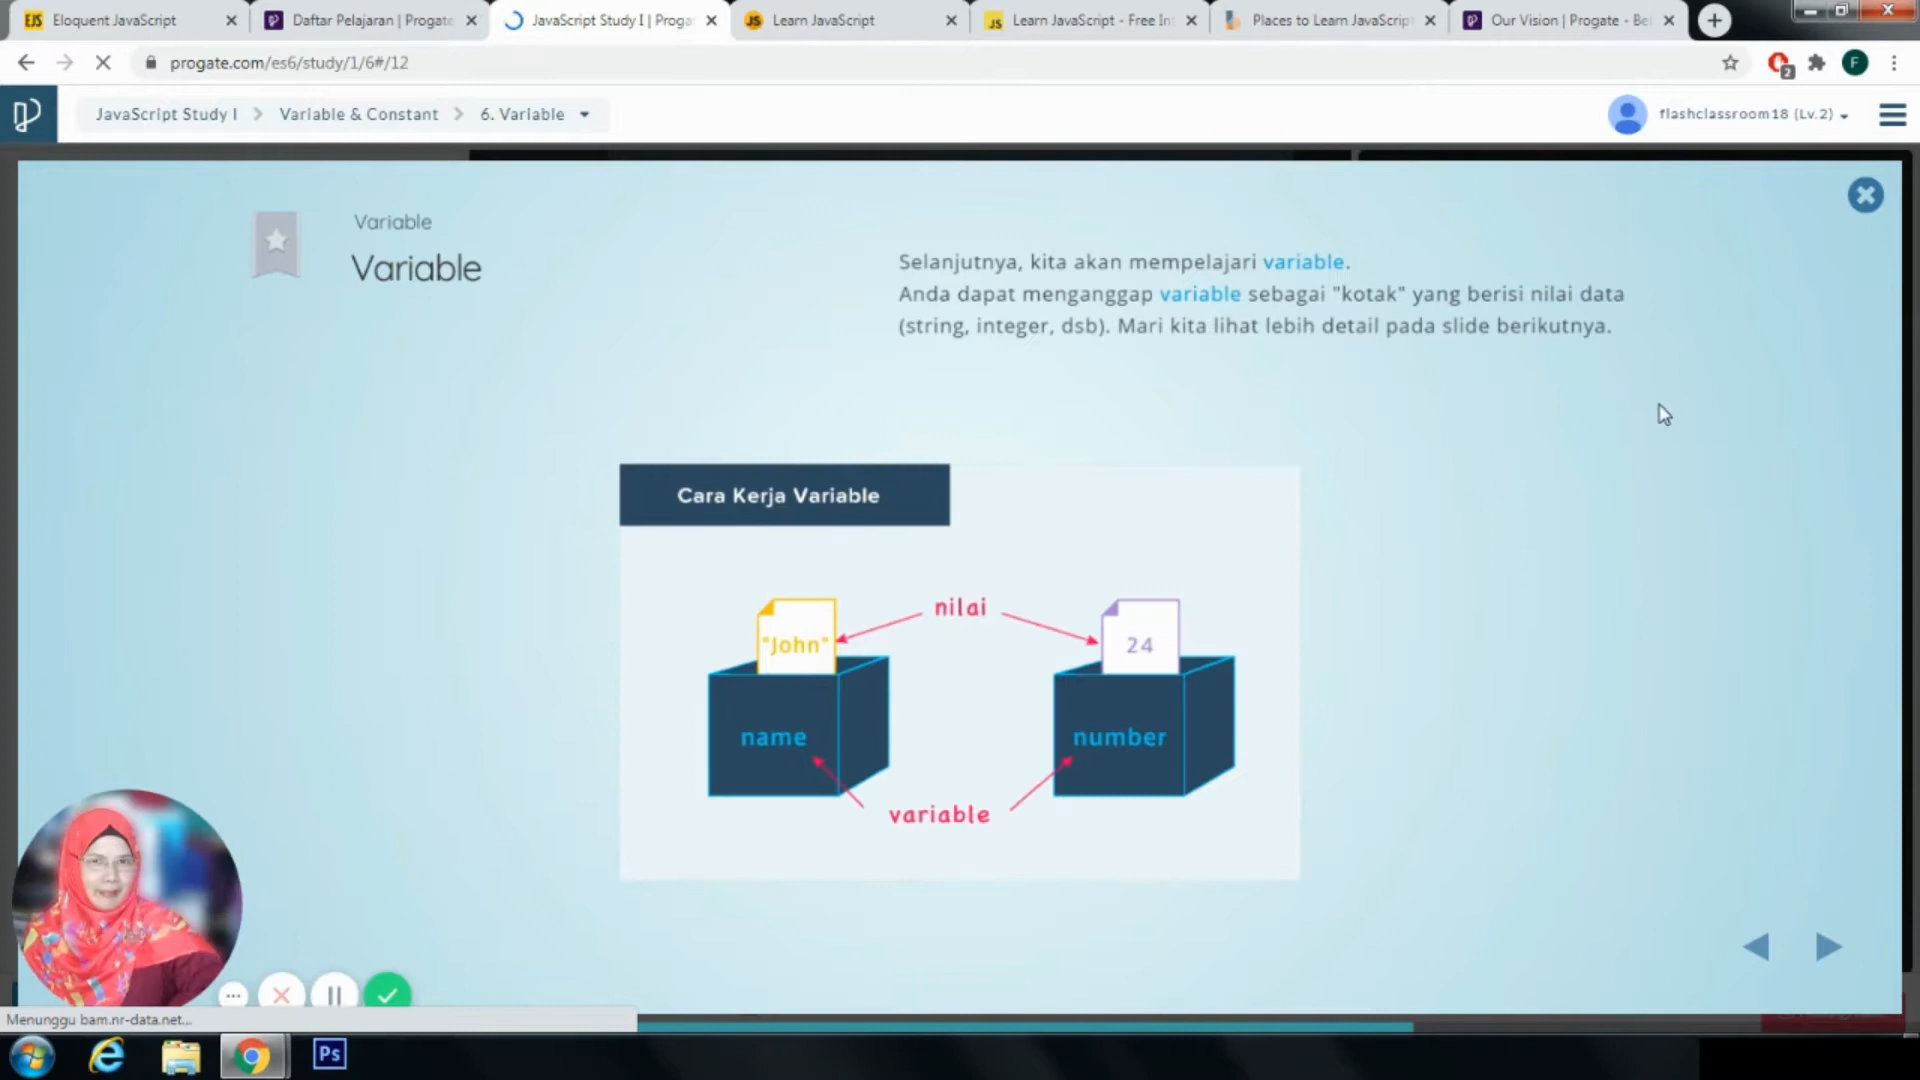 Eloquent JavaScript
Daftar Pelajaran | Progate
JavaScript Study I | Proga
Learn JavaScript
Learn JavaScript - Free In
Places to Learn JavaScript
Our Vision | Progate - Be
progate.com/es6/study/1/6#/12
2
F
JavaScript Study I
Variable & Constant
6. Variable
flashclassroom18 (Lv.2)
Variable
Variable
Selanjutnya, kita akan mempelajari variable.
Anda dapat menganggap variable sebagai "kotak" yang berisi nilai data
(string, integer, dsb). Mari kita lihat lebih detail pada slide berikutnya.
Cara Kerja Variable
nilai
"John"
24
name
number
variable
Menunggu bam.nr-data.net...
Ps